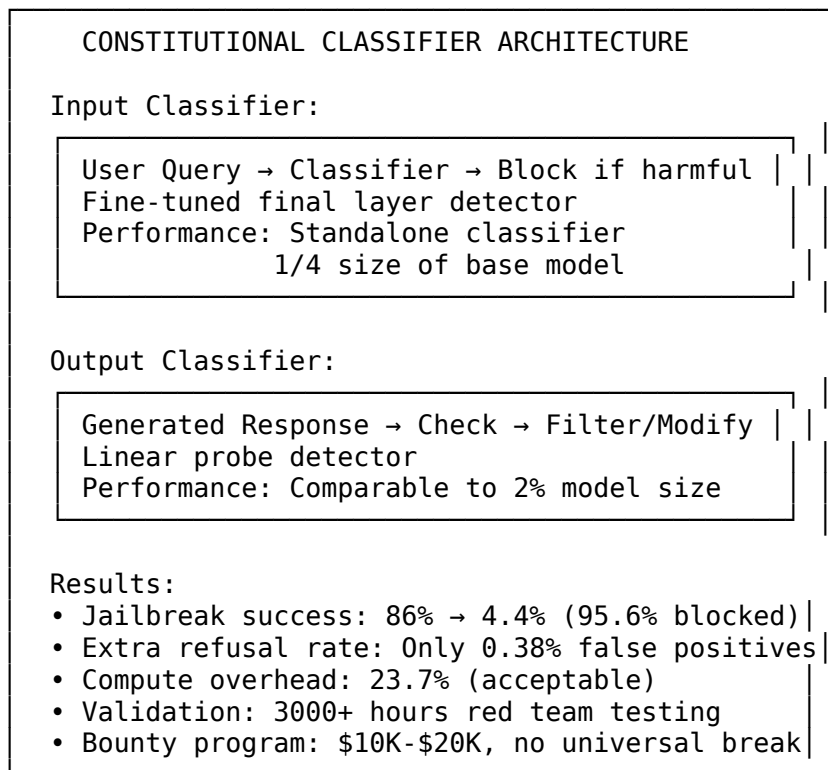 CONSTITUTIONAL CLASSIFIER ARCHITECTURE
Input Classifier:
User Query → Classifier → Block if harmful
Fine-tuned final layer detector
Performance: Standalone classifier
1/4 size of base model
Output Classifier:
Generated Response → Check → Filter/Modify
Linear probe detector
Performance: Comparable to 2% model size
Results:
• Jailbreak success: 86% → 4.4% (95.6% blocked)
• Extra refusal rate: Only 0.38% false positives
• Compute overhead: 23.7% (acceptable)
• Validation: 3000+ hours red team testing
• Bounty program: $10K-$20K, no universal break